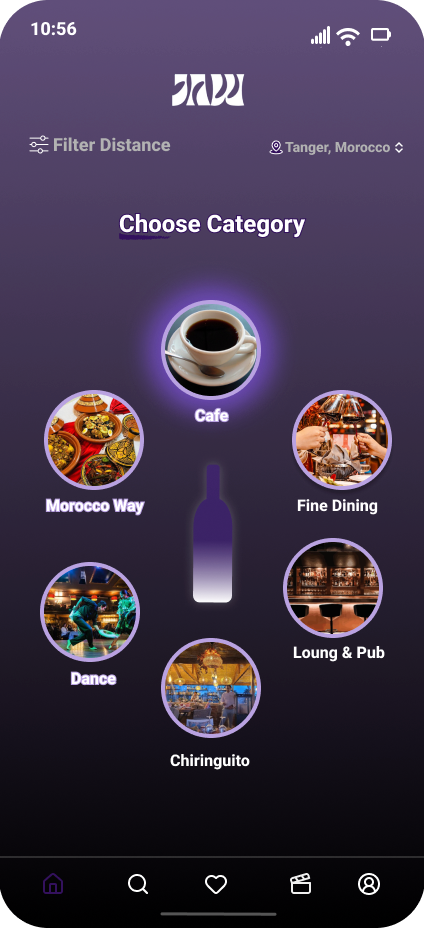 10:56
JAW
Filter Distance
Tanger, Morocco
Choose Category
Cafe
Morocco Way
Fine Dining
Loung & Pub
Dance
Chiringuito